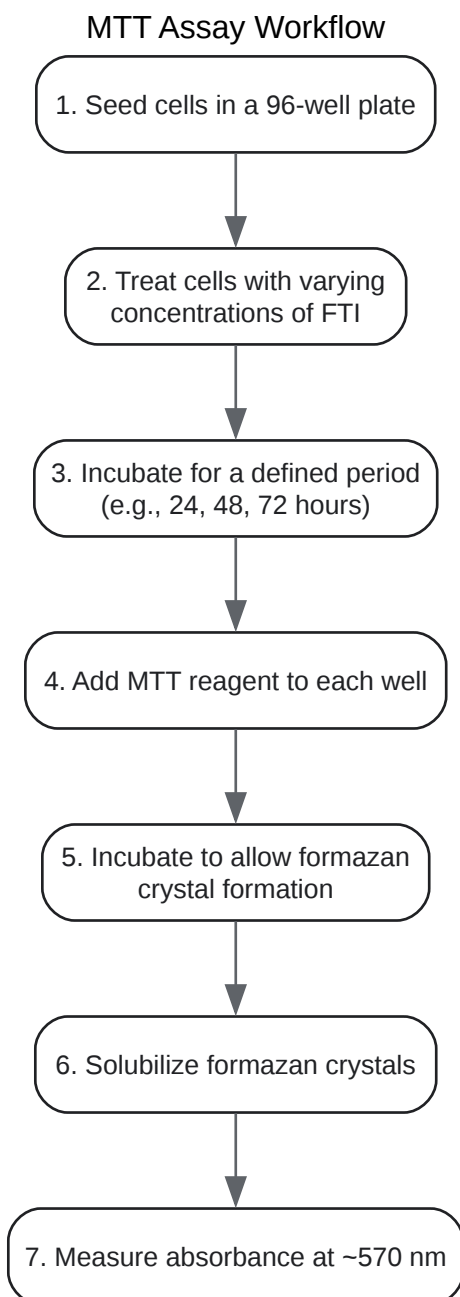 MTT Assay Workflow
1. Seed cells in a 96-well plate
2. Treat cells with varying
concentrations of FTI
3. Incubate for a defined period
(e.g., 24, 48, 72 hours)
4. Add MTT reagent to each well
5. Incubate to allow formazan
crystal formation
6. Solubilize formazan crystals
7. Measure absorbance at ~570 nm